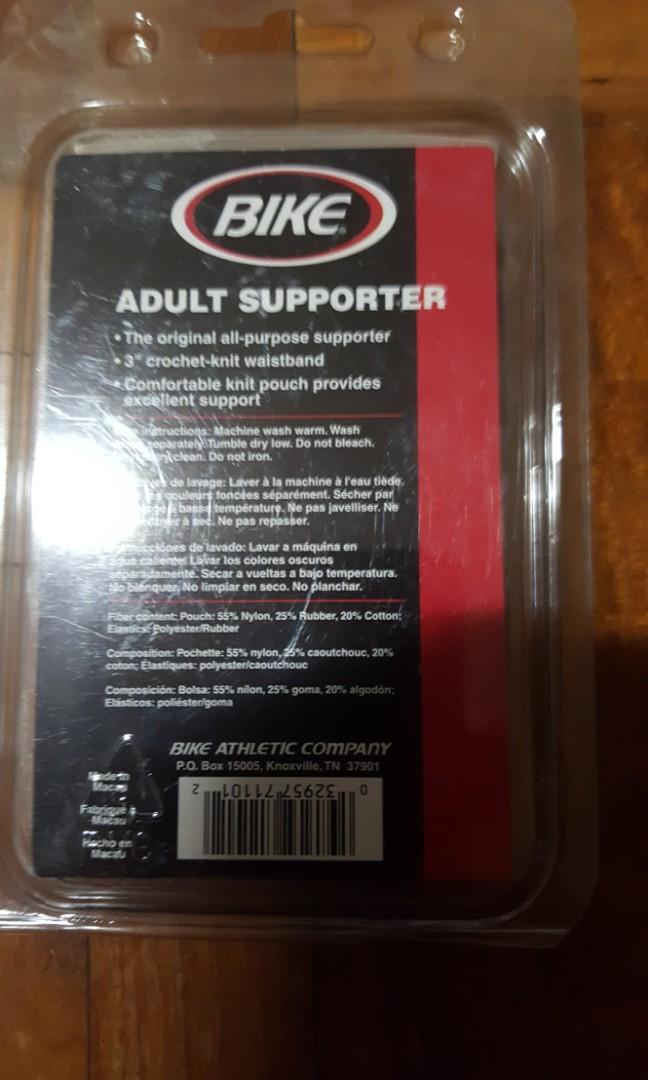 BIKE
ADULT SUPPORTER
• The original all-purpose supporter
• 3" crochet-knit waistband
• Comfortable knit pouch provides
excellent support
instructions: Machine wash warm. Wash
separately. Tumble dry low. Do not bleach.
clean. Do not iron.
de lavage: Laver à la machine à l'eau tiède.
couleurs foncées séparément. Sécher par
basse température. Ne pas javelliser. Ne
à sec. Ne pas repasser.
de lavado: Lavar a máquina en
Lavar los colores oscuros
separadamente. Secar a vueltas a bajo temperatura.
No blanquer. No limpiar en seco. No planchar.
Fiber content: Pouch: 55% Nylon, 25% Rubber, 20% Cotton;
Elastics: Polyester/Rubber
Composition: Pochette: 55% nylon, 25% caoutchouc, 20%
coton; Élastiques: polyester/caoutchouc
Composición: Bolsa: 55% nilon, 25% goma, 20% algodón;
Elásticos: poliéster/goma
BIKE ATHLETIC COMPANY
P.O. Box 15005, Knoxville, TN 37901
Made in
Macau
Fabriqué à
Macau
Hecho en
Macau
0 32957 71101 2